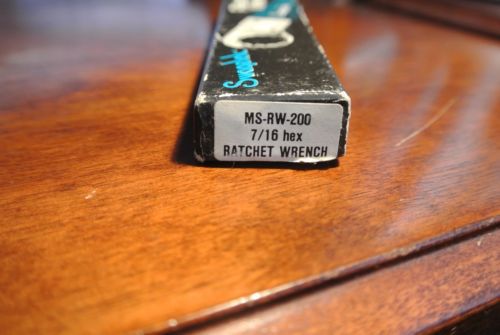 MS-RW-200
7/16 hex
RATCHET WRENCH